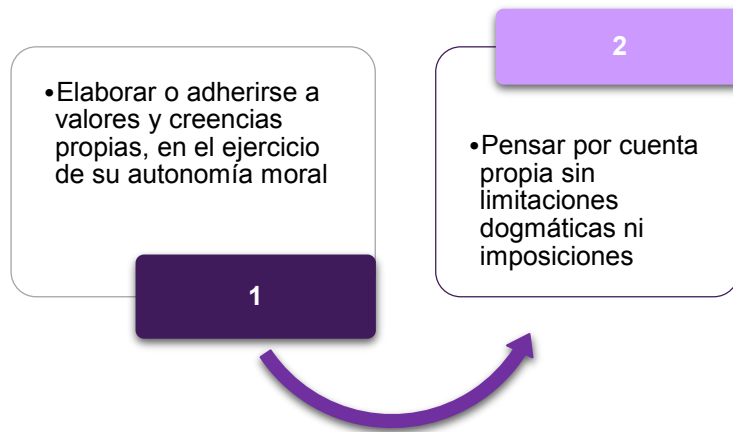 •Elaborar o adherirse a
valores y creencias
propias, en el ejercicio
de su autonomía moral
1
2
•Pensar por cuenta
propia sin
limitaciones
dogmáticas ni
imposiciones